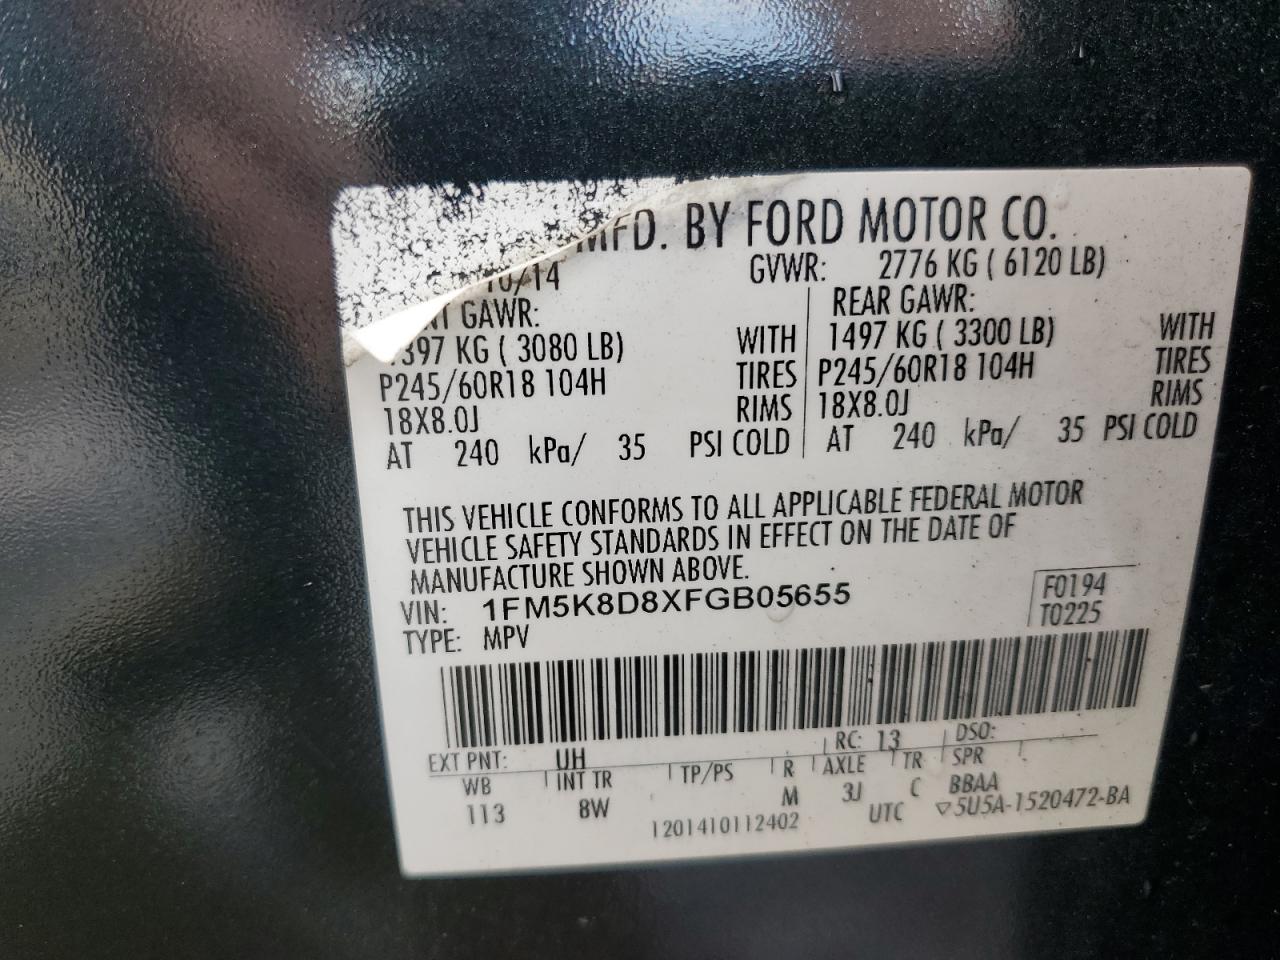 MFD. BY FORD MOTOR CO.
10/14 GVWR: 2776 KG ( 6120 LB)
GAWR: REAR GAWR:
1397 KG ( 3080 LB) WITH 1497 KG ( 3300 LB) WITH
P245/60R18 104H TIRES P245/60R18 104H TIRES
18X8.0J RIMS 18X8.0J RIMS
AT 240 kPa/ 35 PSI COLD AT 240 kPa/ 35 PSI COLD
THIS VEHICLE CONFORMS TO ALL APPLICABLE FEDERAL MOTOR
VEHICLE SAFETY STANDARDS IN EFFECT ON THE DATE OF
MANUFACTURE SHOWN ABOVE.
VIN: 1FM5K8D8XFGB05655 F0194
TYPE: MPV T0225
EXT PNT: UH RC: 13 DSO:
WB INT TR TP/PS R AXLE TR SPR
113 8W M 3J C BBAA
1201410112402 UTC ▽5U5A-1520472-BA